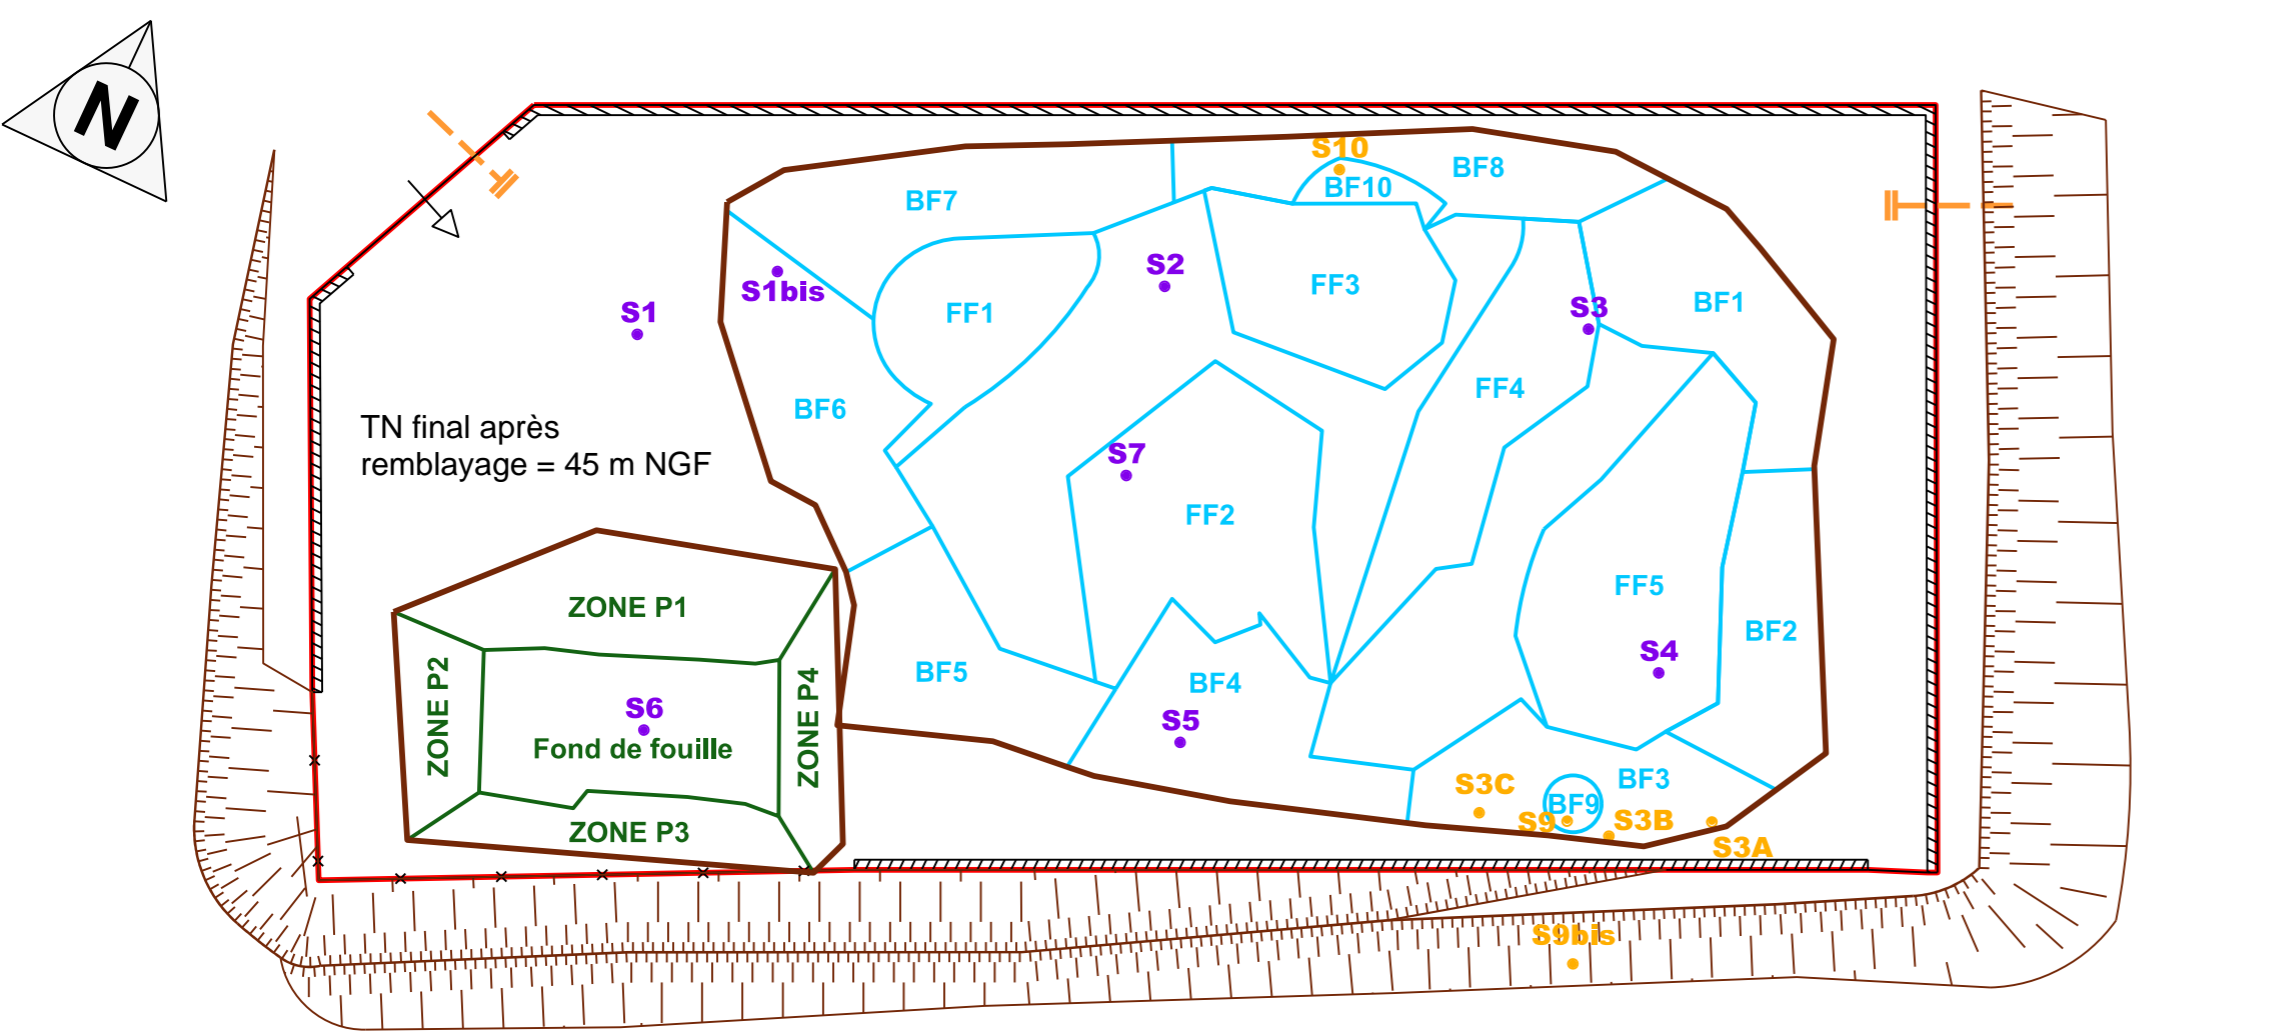 N
S10
BF8
BF7
BF10
S2
S1bis
FF3
S1
FF1
S3
BF1
FF4
BF6
TN final après
remblayage = 45 m NGF
S7
FF2
FF5
ZONE P1
BF2
S4
BF5
BF4
ZONE P2
S6
S5
ZONE P4
Fond de fouille
BF3
S3C
BF9
S9
S3B
ZONE P3
S3A
S9bis